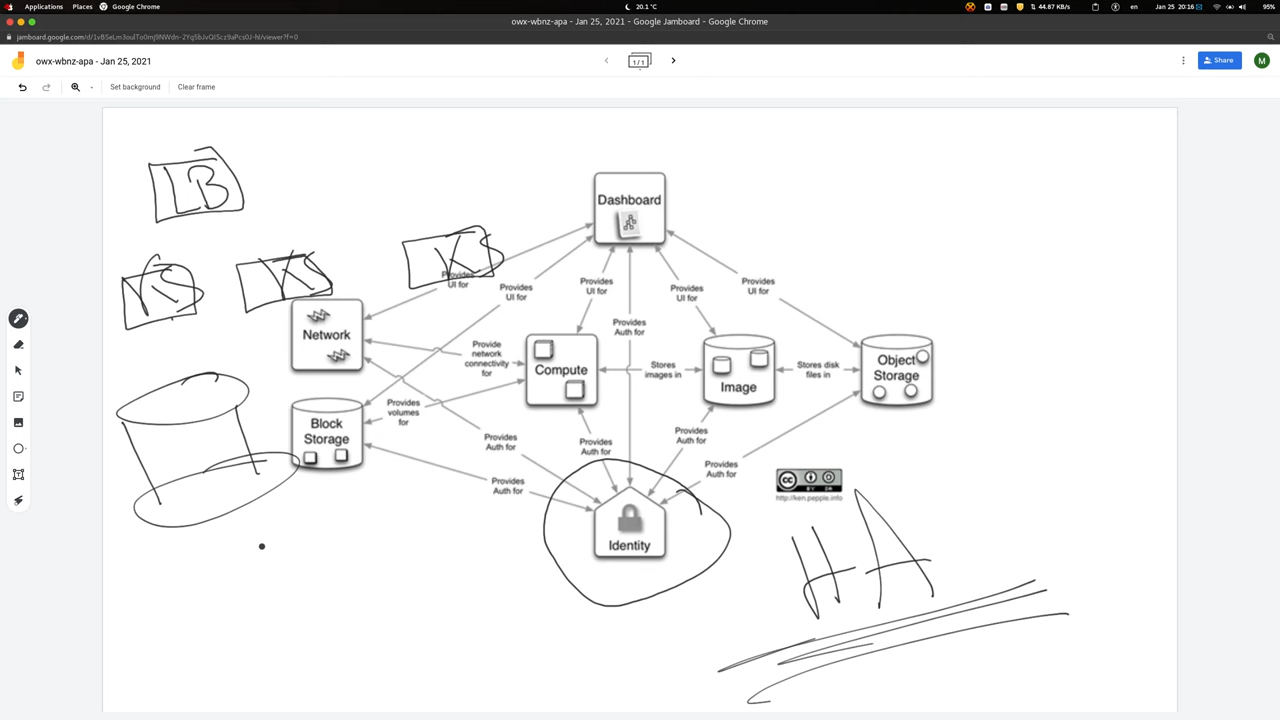 Applications Places Google Chrome
20.1 °C
44.87 KB/s en Jan 25 20:16 95%
owx-wbnz-apa - Jan 25, 2021 - Google Jamboard - Google Chrome
owx-wbnz-apa - Jan 25, 2021
1 / 1
Share
M
Set background Clear frame
LB
KS KS KS
Dashboard
Provides UI for
Provides UI for
Provides UI for
Provides UI for
Provides UI for
Provides Auth for
Network
Provide network connectivity for
Compute
Stores images in
Image
Stores disk files in
Object Storage
Provides volumes for
Block Storage
Provides Auth for
Provides Auth for
Provides Auth for
Provides Auth for
Provides Auth for
Identity
CC BY
http://ken.pepple.info
HA